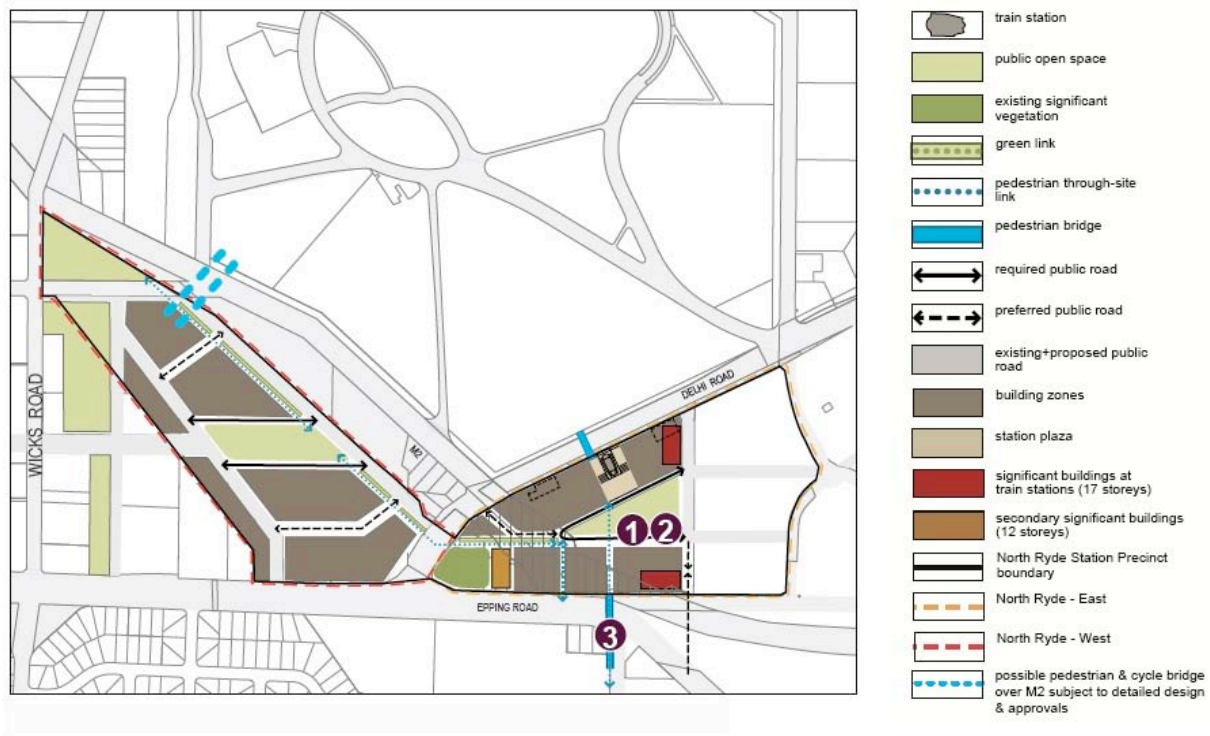 WICKS ROAD
M2
DELHI ROAD
1
2
EPPING ROAD
3
train station
public open space
existing significant
vegetation
green link
pedestrian through-site
link
pedestrian bridge
required public road
preferred public road
existing+proposed public
road
building zones
station plaza
significant buildings at
train stations (17 storeys)
secondary significant buildings
(12 storeys)
North Ryde Station Precinct
boundary
North Ryde - East
North Ryde - West
possible pedestrian & cycle bridge
over M2 subject to detailed design
& approvals